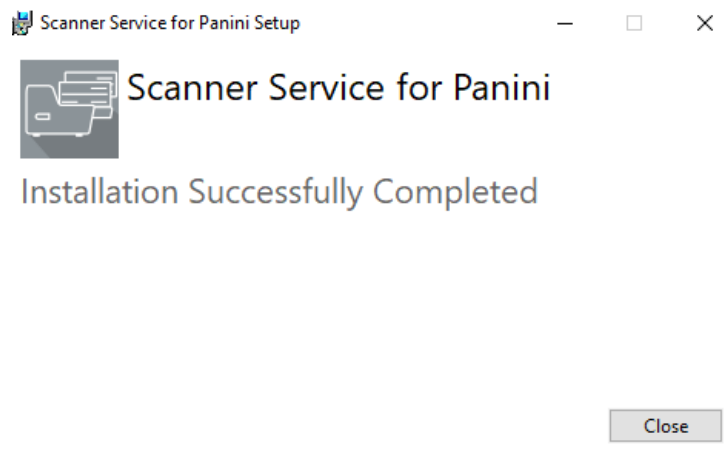 Scanner Service for Panini Setup
Scanner Service for Panini
Installation Successfully Completed
Close